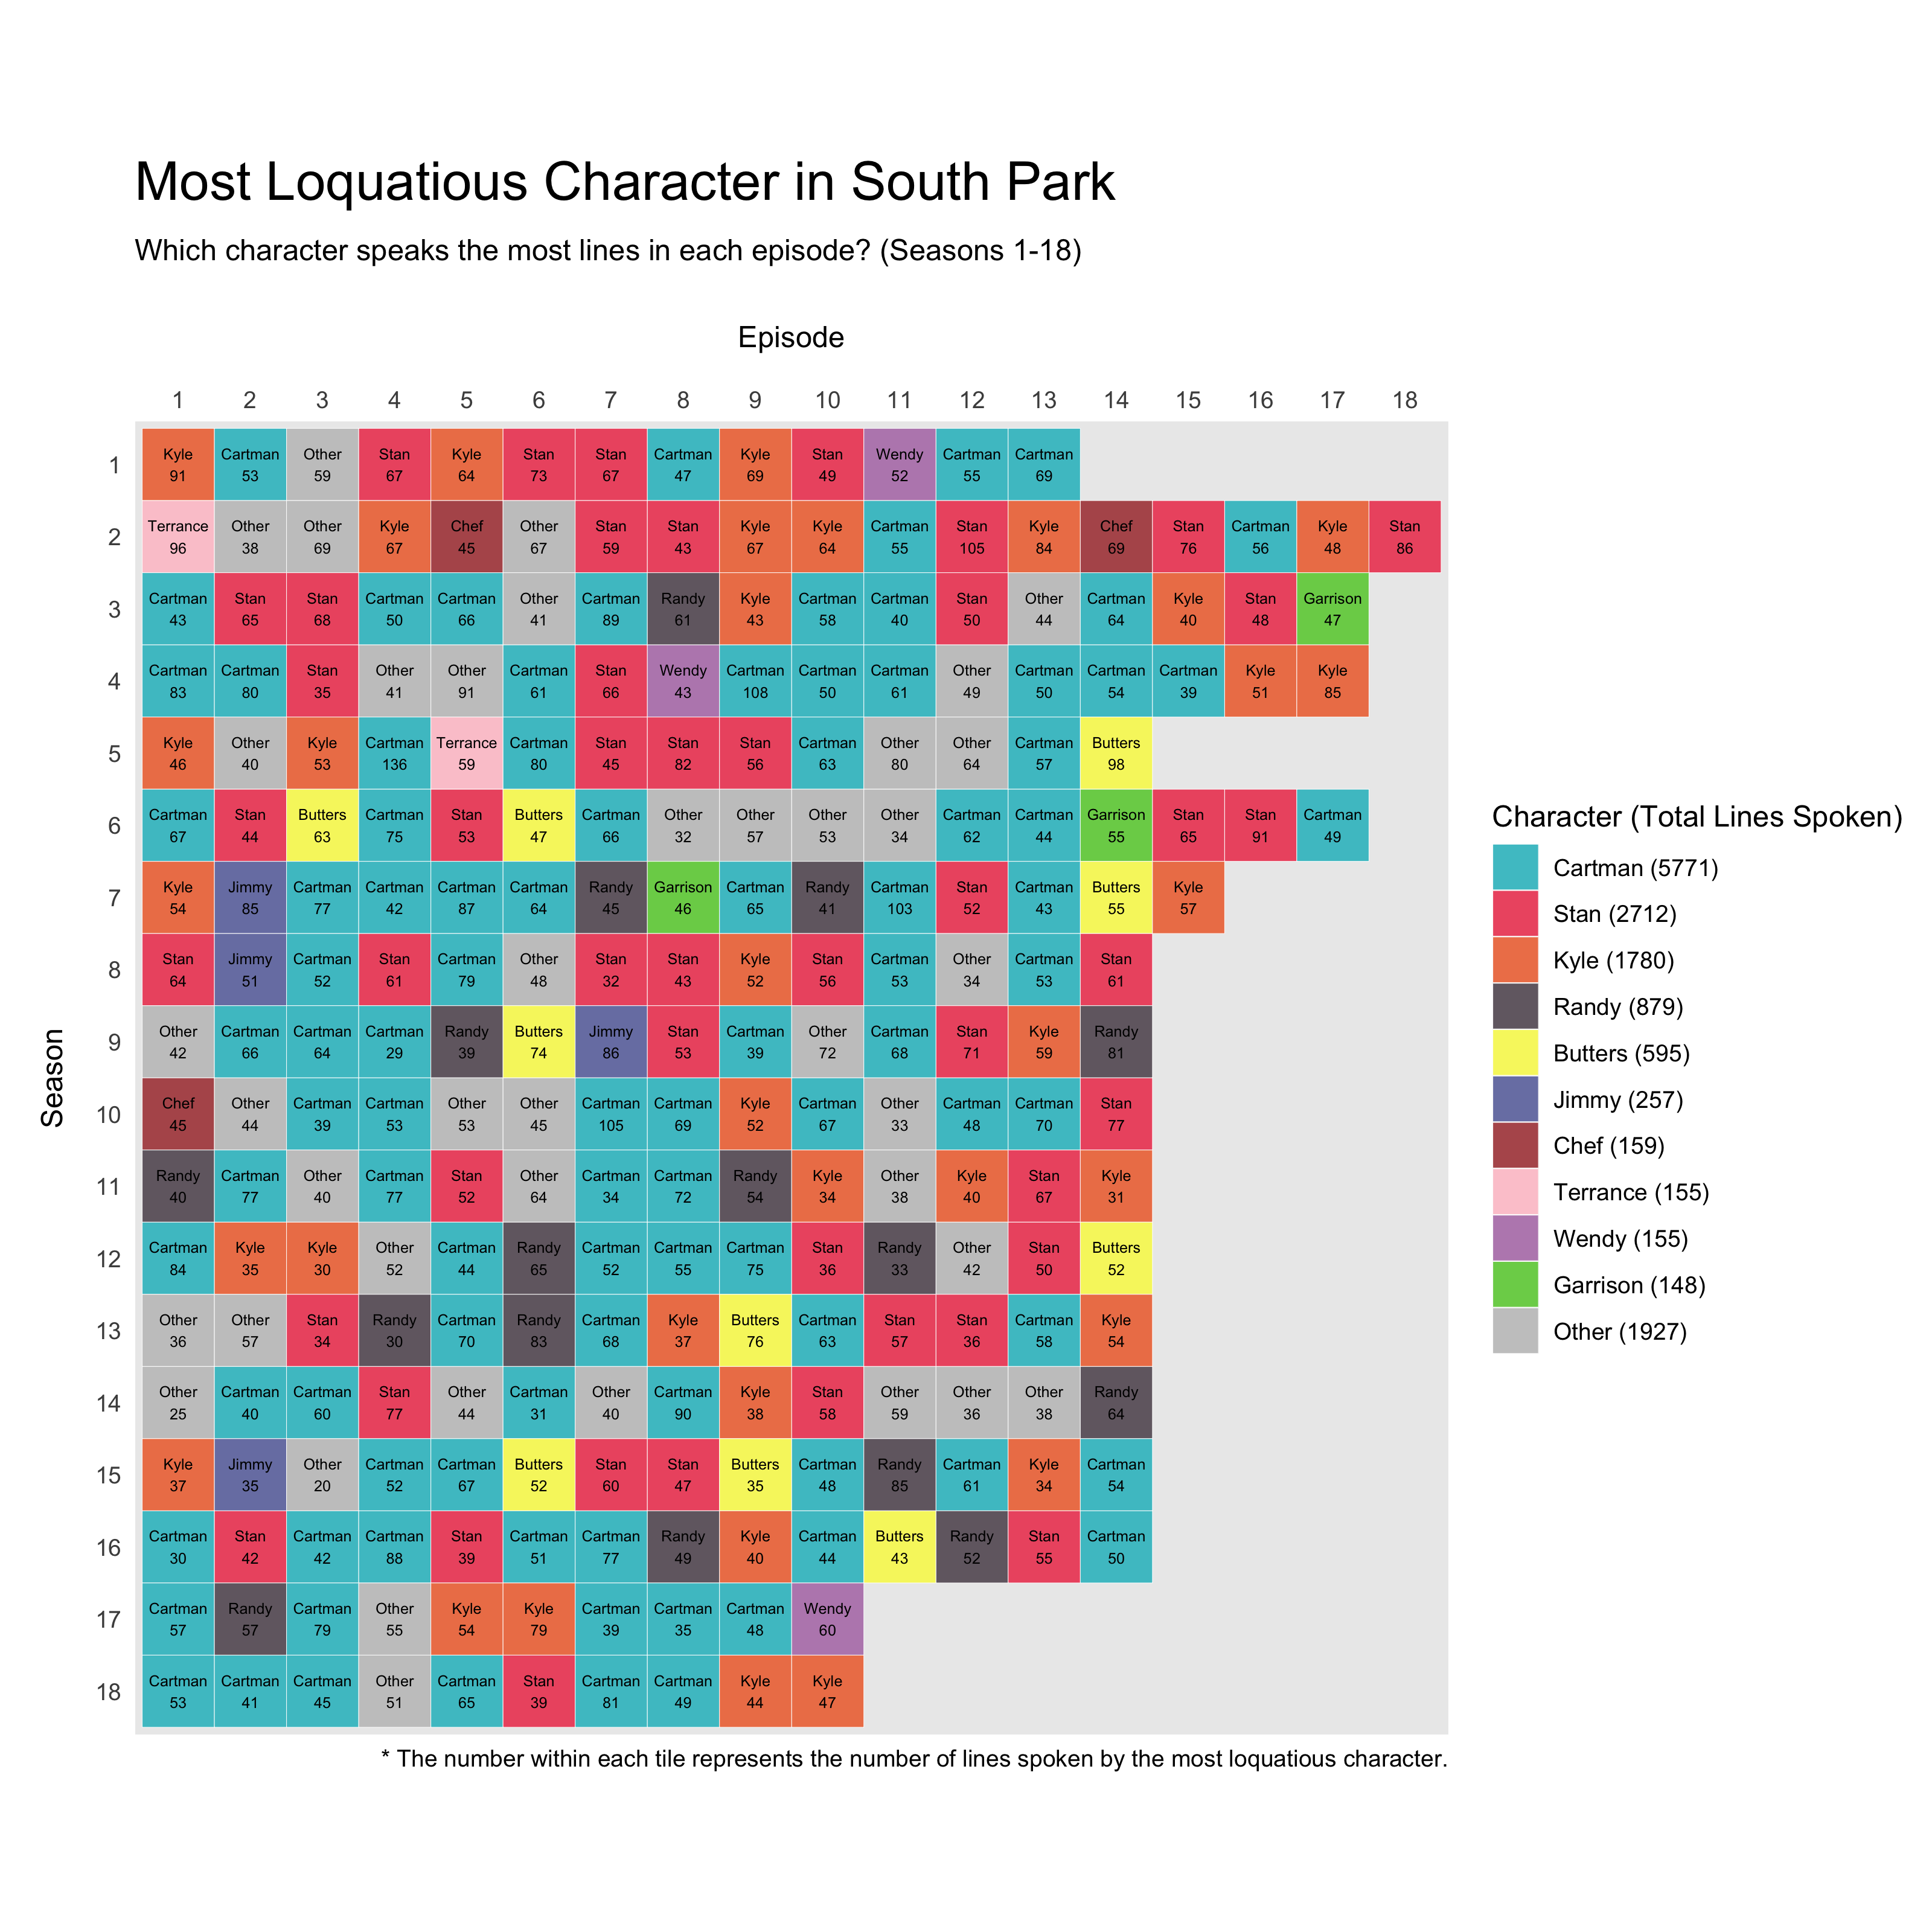 Most Loquatious Character in South Park
Which character speaks the most lines in each episode? (Seasons 1-18)
Episode
1 2 3 4 5 6 7 8 9 10 11 12 13 14 15 16 17 18
Season
1 Kyle 91 Cartman 53 Other 59 Stan 67 Kyle 64 Stan 73 Stan 67 Cartman 47 Kyle 69 Stan 49 Wendy 52 Cartman 55 Cartman 69
2 Terrance 96 Other 38 Other 69 Kyle 67 Chef 45 Other 67 Stan 59 Stan 43 Kyle 67 Kyle 64 Cartman 55 Stan 105 Kyle 84 Chef 69 Stan 76 Cartman 56 Kyle 48 Stan 86
3 Cartman 43 Stan 65 Stan 68 Cartman 50 Cartman 66 Other 41 Cartman 89 Randy 61 Kyle 43 Cartman 58 Cartman 40 Stan 50 Other 44 Cartman 64 Kyle 40 Stan 48 Garrison 47
4 Cartman 83 Cartman 80 Stan 35 Other 41 Other 91 Cartman 61 Stan 66 Wendy 43 Cartman 108 Cartman 50 Cartman 61 Other 49 Cartman 50 Cartman 54 Cartman 39 Kyle 51 Kyle 85
5 Kyle 46 Other 40 Kyle 53 Cartman 136 Terrance 59 Cartman 80 Stan 45 Stan 82 Stan 56 Cartman 63 Other 80 Other 64 Cartman 57 Butters 98
6 Cartman 67 Stan 44 Butters 63 Cartman 75 Stan 53 Butters 47 Cartman 66 Other 32 Other 57 Other 53 Other 34 Cartman 62 Cartman 44 Garrison 55 Stan 65 Stan 91 Cartman 49
7 Kyle 54 Jimmy 85 Cartman 77 Cartman 42 Cartman 87 Cartman 64 Randy 45 Garrison 46 Cartman 65 Randy 41 Cartman 103 Stan 52 Cartman 43 Butters 55 Kyle 57
8 Stan 64 Jimmy 51 Cartman 52 Stan 61 Cartman 79 Other 48 Stan 32 Stan 43 Kyle 52 Stan 56 Cartman 53 Other 34 Cartman 53 Stan 61
9 Other 42 Cartman 66 Cartman 64 Cartman 29 Randy 39 Butters 74 Jimmy 86 Stan 53 Cartman 39 Other 72 Cartman 68 Stan 71 Kyle 59 Randy 81
10 Chef 45 Other 44 Cartman 39 Cartman 53 Other 53 Other 45 Cartman 105 Cartman 69 Kyle 52 Cartman 67 Other 33 Cartman 48 Cartman 70 Stan 77
11 Randy 40 Cartman 77 Other 40 Cartman 77 Stan 52 Other 64 Cartman 34 Cartman 72 Randy 54 Kyle 34 Other 38 Kyle 40 Stan 67 Kyle 31
12 Cartman 84 Kyle 35 Kyle 30 Other 52 Cartman 44 Randy 65 Cartman 52 Cartman 55 Cartman 75 Stan 36 Randy 33 Other 42 Stan 50 Butters 52
13 Other 36 Other 57 Stan 34 Randy 30 Cartman 70 Randy 83 Cartman 68 Kyle 37 Butters 76 Cartman 63 Stan 57 Stan 36 Cartman 58 Kyle 54
14 Other 25 Cartman 40 Cartman 60 Stan 77 Other 44 Cartman 31 Other 40 Cartman 90 Kyle 38 Stan 58 Other 59 Other 36 Other 38 Randy 64
15 Kyle 37 Jimmy 35 Other 20 Cartman 52 Cartman 67 Butters 52 Stan 60 Stan 47 Butters 35 Cartman 48 Randy 85 Cartman 61 Kyle 34 Cartman 54
16 Cartman 30 Stan 42 Cartman 42 Cartman 88 Stan 39 Cartman 51 Cartman 77 Randy 49 Kyle 40 Cartman 44 Butters 43 Randy 52 Stan 55 Cartman 50
17 Cartman 57 Randy 57 Cartman 79 Other 55 Kyle 54 Kyle 79 Cartman 39 Cartman 35 Cartman 48 Wendy 60
18 Cartman 53 Cartman 41 Cartman 45 Other 51 Cartman 65 Stan 39 Cartman 81 Cartman 49 Kyle 44 Kyle 47
* The number within each tile represents the number of lines spoken by the most loquatious character.
Character (Total Lines Spoken)
Cartman (5771)
Stan (2712)
Kyle (1780)
Randy (879)
Butters (595)
Jimmy (257)
Chef (159)
Terrance (155)
Wendy (155)
Garrison (148)
Other (1927)